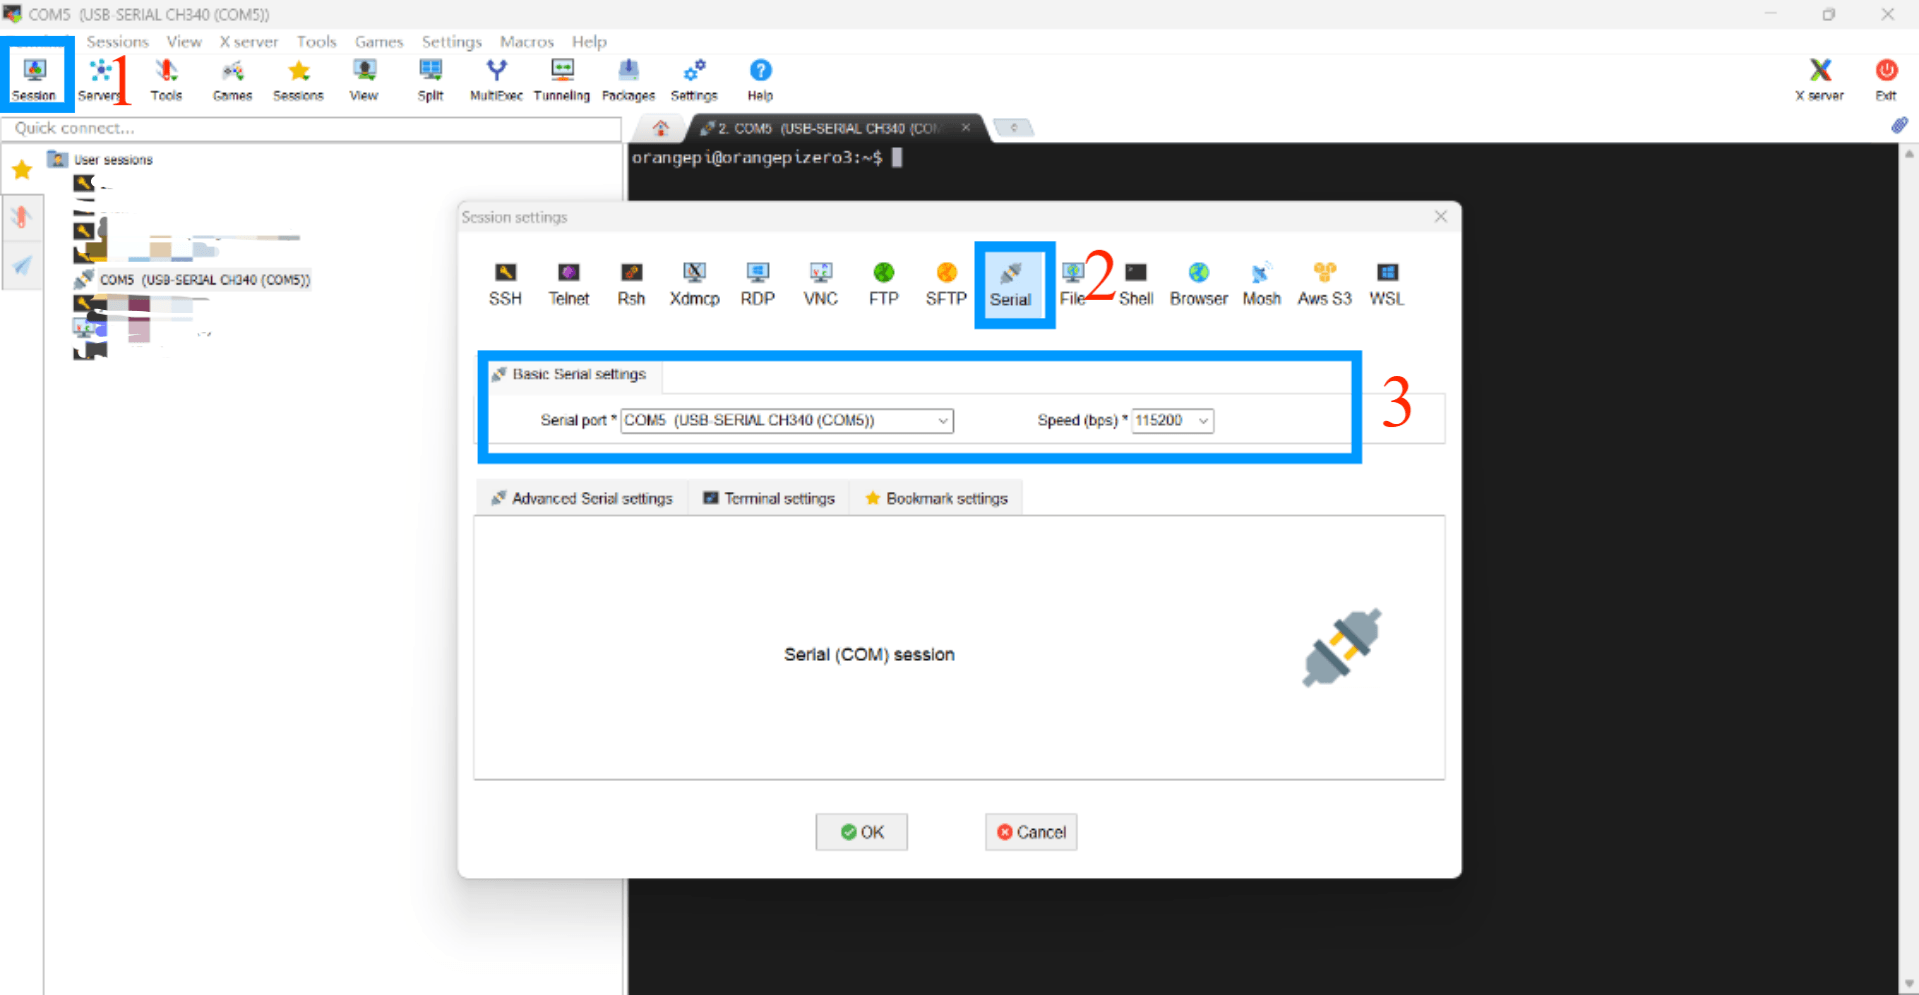 COM5 (USB-SERIAL CH340 (COM5))
Sessions View X server Tools Games Settings Macros Help
Session Servers Tools Games Sessions View Split MultiExec Tunneling Packages Settings Help X server Exit
1
Quick connect...
2. COM5 (USB-SERIAL CH340 (COM
User sessions
COM5 (USB-SERIAL CH340 (COM5))
orangepi@orangepizero3:~$
Session settings
SSH Telnet Rsh Xdmcp RDP VNC FTP SFTP Serial File Shell Browser Mosh Aws S3 WSL
2
Basic Serial settings
Serial port * COM5 (USB-SERIAL CH340 (COM5)) Speed (bps) * 115200
3
Advanced Serial settings Terminal settings Bookmark settings
Serial (COM) session
OK Cancel